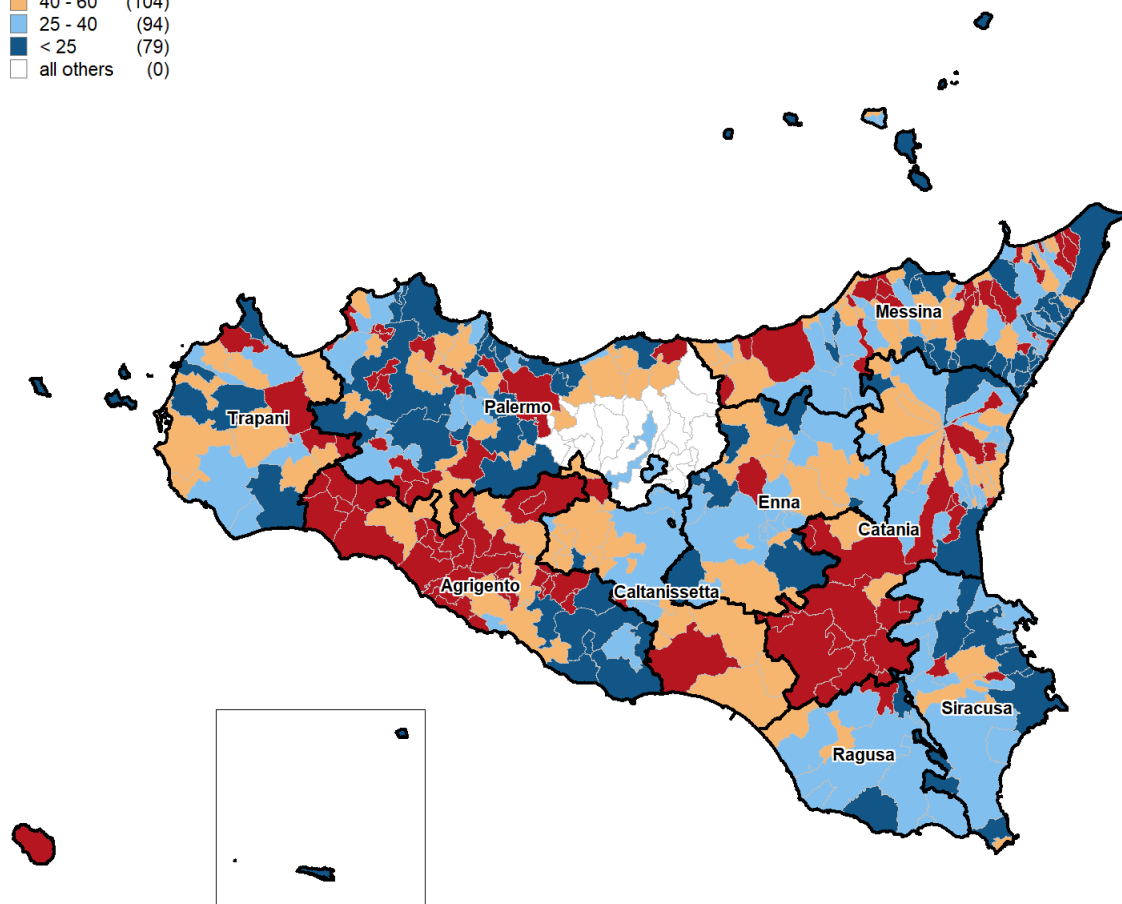 40 - 60 (104)
25 - 40 (94)
< 25 (79)
all others (0)
Messina
Palermo
Trapani
Enna
Catania
Agrigento
Caltanissetta
Siracusa
Ragusa